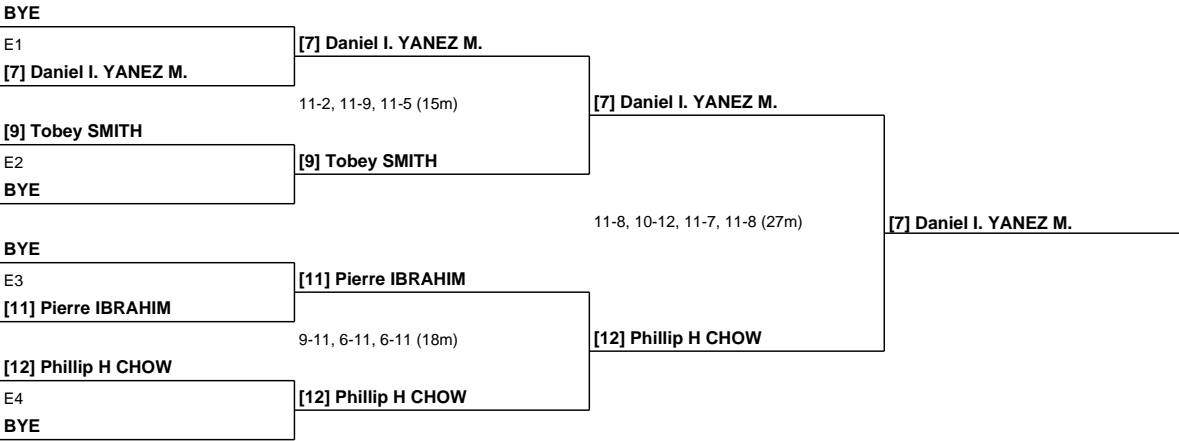 BYE
E1
[7] Daniel I. YANEZ M.
[7] Daniel I. YANEZ M.
11-2, 11-9, 11-5 (15m)
[7] Daniel I. YANEZ M.
[9] Tobey SMITH
E2
[9] Tobey SMITH
BYE
11-8, 10-12, 11-7, 11-8 (27m)
[7] Daniel I. YANEZ M.
BYE
E3
[11] Pierre IBRAHIM
[11] Pierre IBRAHIM
9-11, 6-11, 6-11 (18m)
[12] Phillip H CHOW
[12] Phillip H CHOW
E4
[12] Phillip H CHOW
BYE